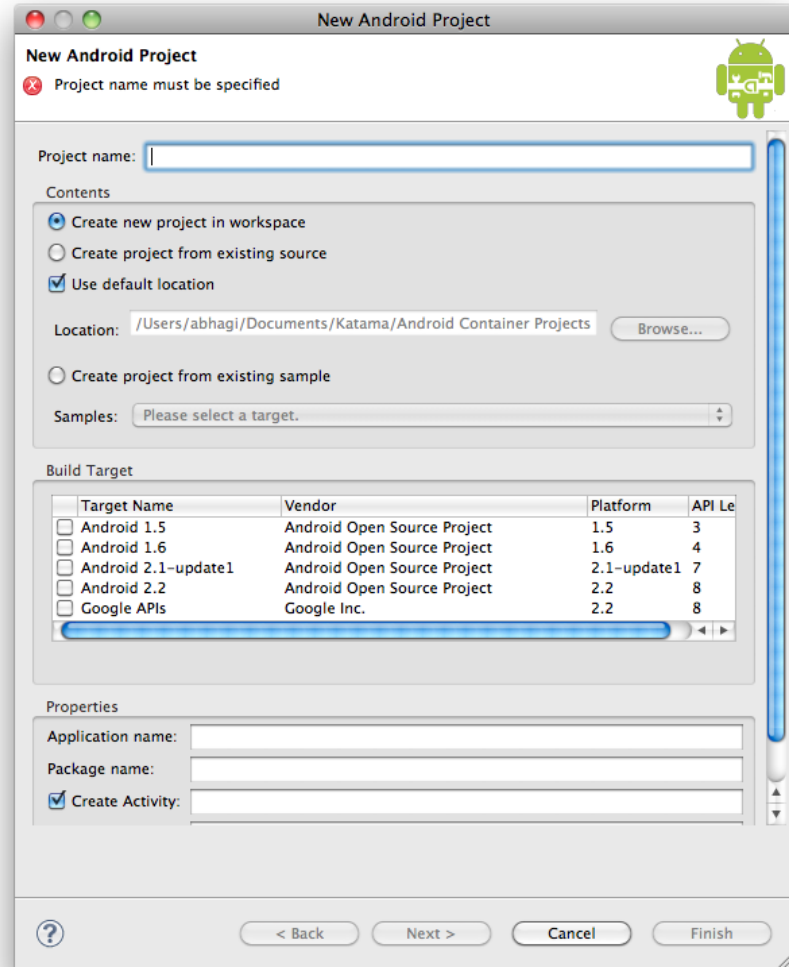 New Android Project
New Android Project
Project name must be specified
Project name:
Contents
Create new project in workspace
Create project from existing source
Use default location
Location: /Users/abhagi/Documents/Katama/Android Container Projects Browse...
Create project from existing sample
Samples: Please select a target.
Build Target
Target Name Vendor Platform API Le
Android 1.5 Android Open Source Project 1.5 3
Android 1.6 Android Open Source Project 1.6 4
Android 2.1-update1 Android Open Source Project 2.1-update1 7
Android 2.2 Android Open Source Project 2.2 8
Google APIs Google Inc. 2.2 8
Properties
Application name:
Package name:
Create Activity:
? < Back Next > Cancel Finish